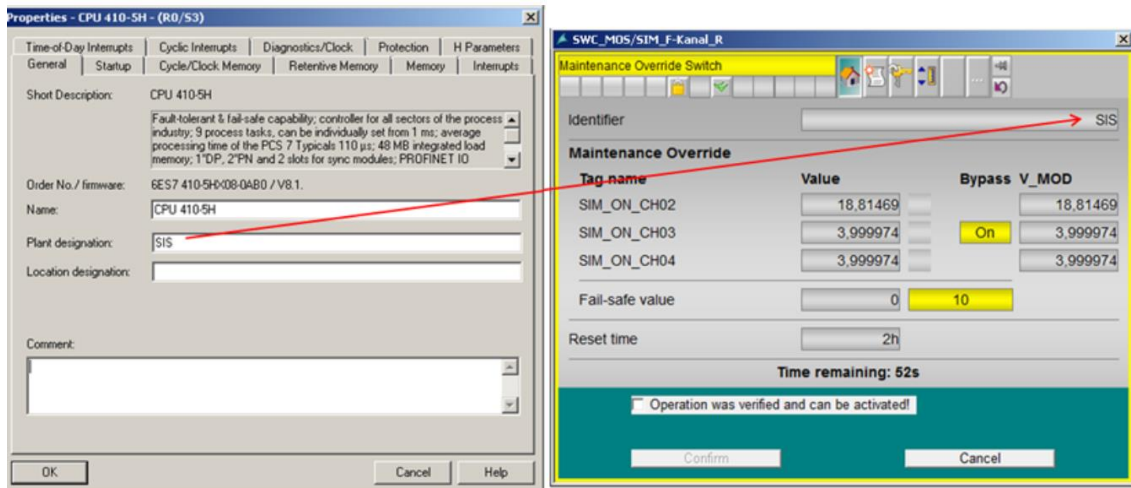 Properties - CPU 410-5H - (R0/S3)
Time-of-Day Interrupts Cyclic Interrupts Diagnostics/Clock Protection H Parameters
General Startup Cycle/Clock Memory Retentive Memory Memory Interrupts
Short Description: CPU 410-5H
Fault-tolerant & fail-safe capability; controller for all sectors of the process
industry; 9 process tasks, can be individually set from 1 ms; average
processing time of the PCS 7 Typicals 110 µs; 48 MB integrated load
memory; 1*DP, 2*PN and 2 slots for sync modules; PROFINET IO
Order No./ firmware: 6ES7 410-5HX08-0AB0 / V8.1.
Name: CPU 410-5H
Plant designation: SIS
Location designation:
Comment:
OK Cancel Help
SWC_MOS/SIM_F-Kanal_R
Maintenance Override Switch
Identifier SIS
Maintenance Override
Tag name Value Bypass V_MOD
SIM_ON_CH02 18,81469 18,81469
SIM_ON_CH03 3,999974 On 3,999974
SIM_ON_CH04 3,999974 3,999974
Fail-safe value 0 10
Reset time 2h
Time remaining: 52s
Operation was verified and can be activated!
Confirm Cancel